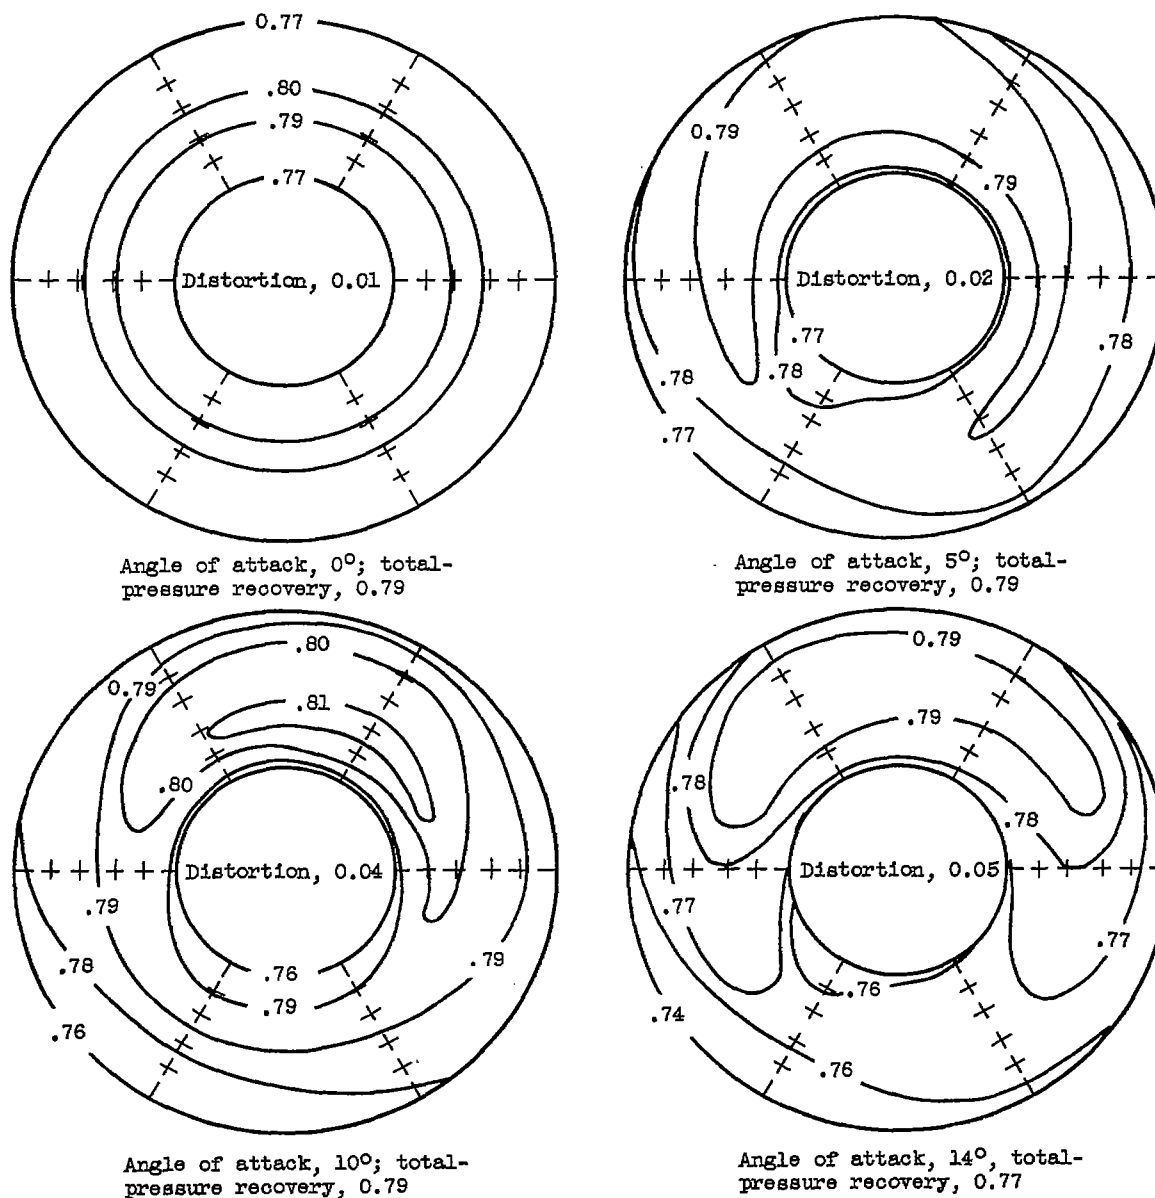 0.77
.80
.79
.77
Distortion, 0.01
Angle of attack, 0°; total-
pressure recovery, 0.79
0.79
.79
Distortion, 0.02
.77
.78
.78
.78
.77
Angle of attack, 5°; total-
pressure recovery, 0.79
.80
0.79
.81
.80
Distortion, 0.04
.79
.79
.78
.76
.79
.76
Angle of attack, 10°; total-
pressure recovery, 0.79
0.79
.79
.78
.78
Distortion, 0.05
.77
.77
.76
.74
.76
Angle of attack, 14°, total-
pressure recovery, 0.77